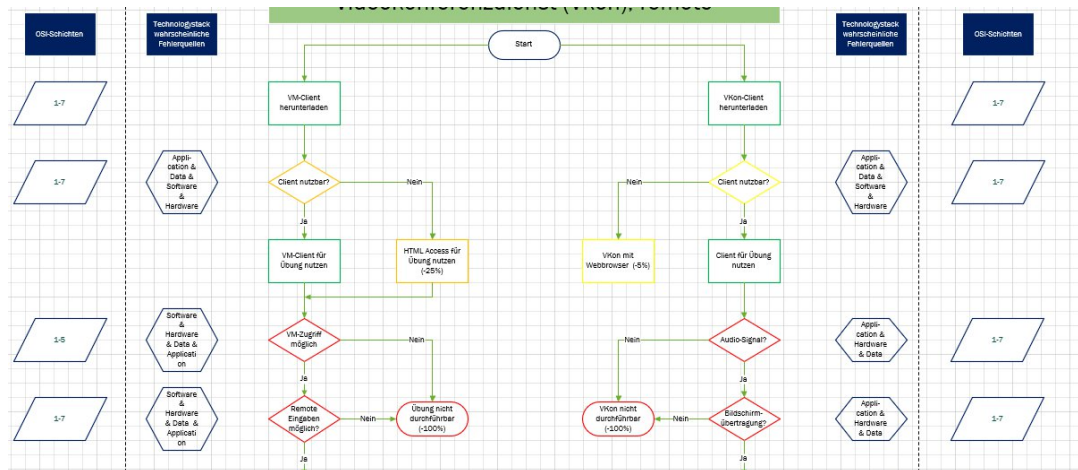 Videokonferenzdienst (VKon), remote
OSI-Schichten
Technologystack
wahrscheinliche
Fehlerquellen
Start
Technologystack
wahrscheinliche
Fehlerquellen
OSI-Schichten
1-7
VM-Client
herunterladen
VKon-Client
herunterladen
1-7
1-7
Appli-
cation &
Data &
Software
&
Hardware
Client nutzbar?
Nein
Nein
Client nutzbar?
Appli-
cation &
Data &
Software
&
Hardware
1-7
Ja
Ja
VM-Client für
Übung nutzen
HTML Access für
Übung nutzen
(-25%)
VKon mit
Webbrowser (-5%)
Client für Übung
nutzen
1-5
Software
&
Hardware
& Data &
Applicati
on
VM-Zugriff
möglich
Nein
Nein
Audio-Signal?
Appli-
cation &
Hardware
& Data
1-7
Ja
Ja
1-7
Software
&
Hardware
& Data &
Applicati
on
Remote
Eingaben
möglich?
Nein
Übung nicht
durchführbar
(-100%)
VKon nicht
durchführbar
(-100%)
Nein
Bildschirm-
übertragung?
Appli-
cation &
Hardware
& Data
1-7
Ja
Ja